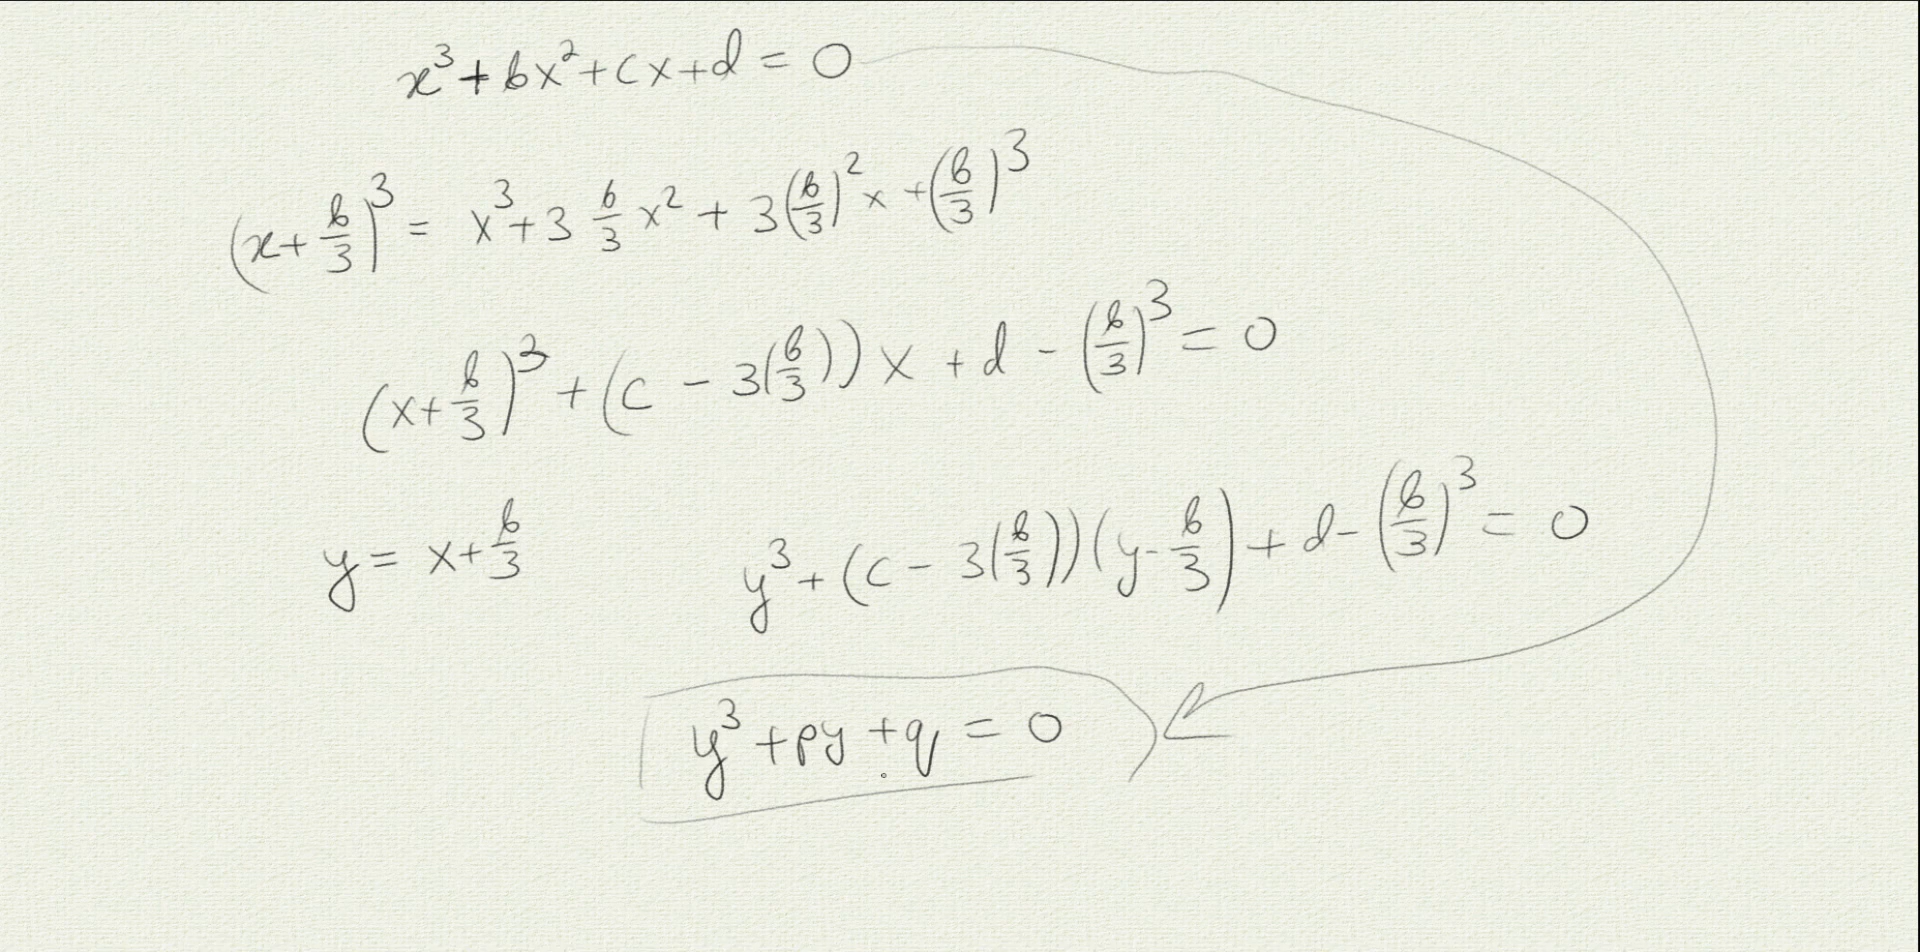 x³ + bx² + cx + d = 0
(x + b/3)³ = x³ + 3 b/3 x² + 3(b/3)² x + (b/3)³
(x + b/3)³ + (c - 3(b/3)) x + d - (b/3)³ = 0
y = x + b/3    y³ + (c - 3(b/3))(y - b/3) + d - (b/3)³ = 0
y³ + py + q = 0